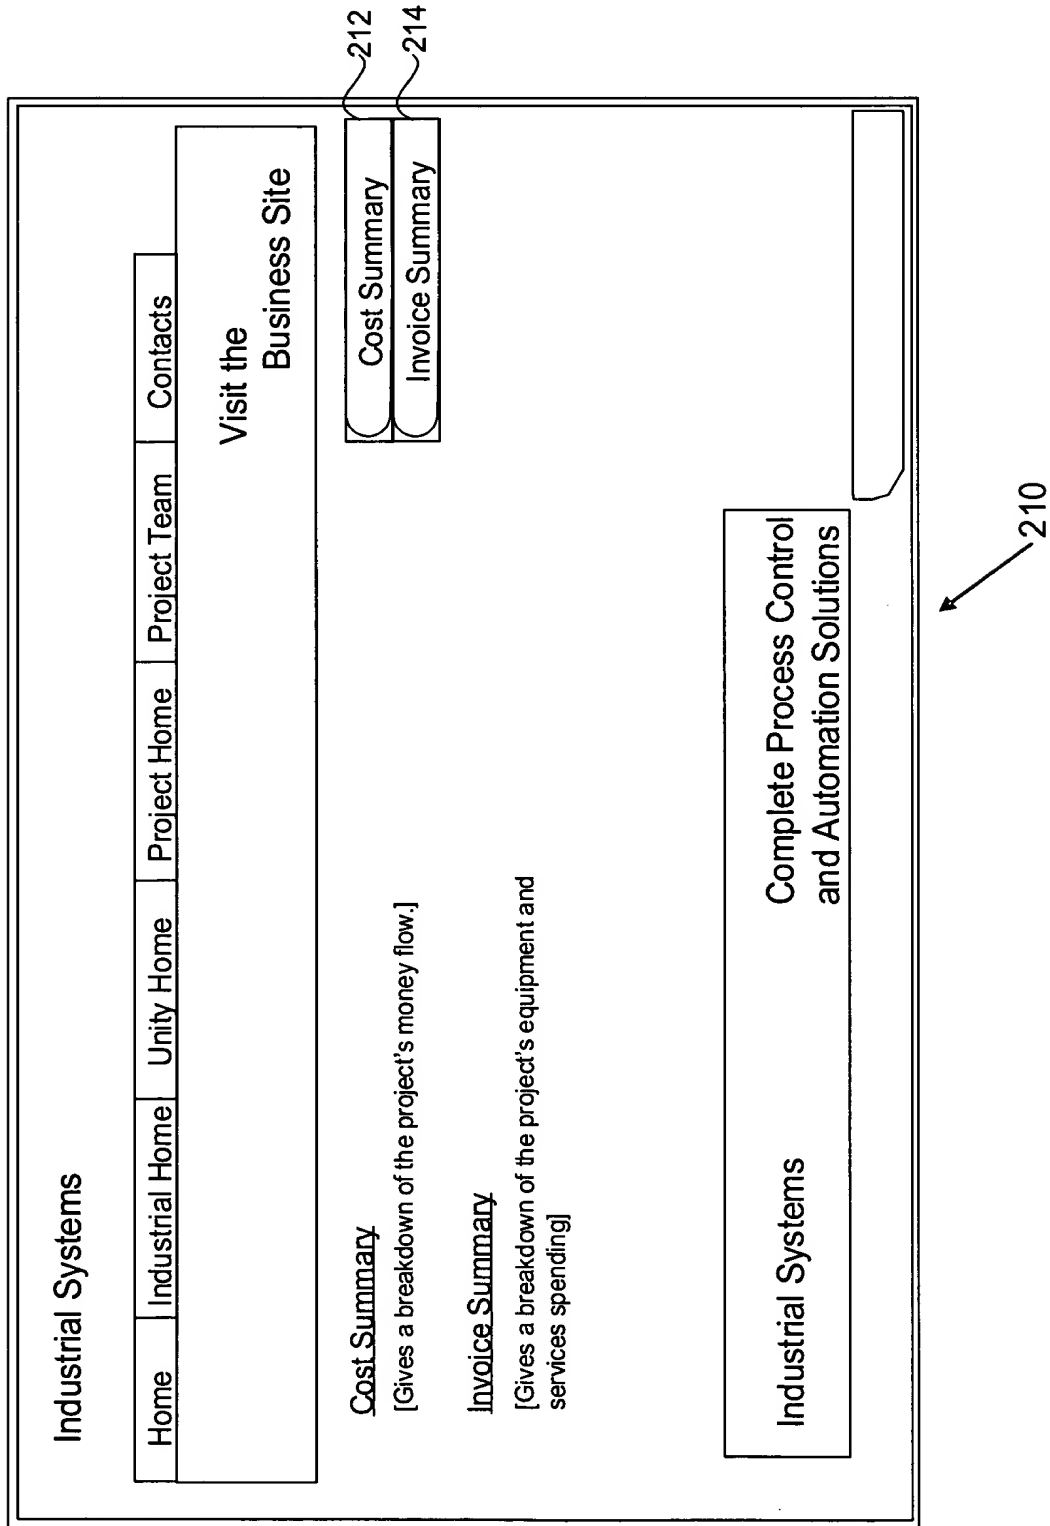 Industrial Systems
Home Industrial Home Unity Home Project Home Project Team Contacts
Visit the
Business Site
Cost Summary
[Gives a breakdown of the project's money flow.]
Invoice Summary
[Gives a breakdown of the project's equipment and
services spending]
Cost Summary 212
Invoice Summary 214
Industrial Systems
Complete Process Control
and Automation Solutions
210